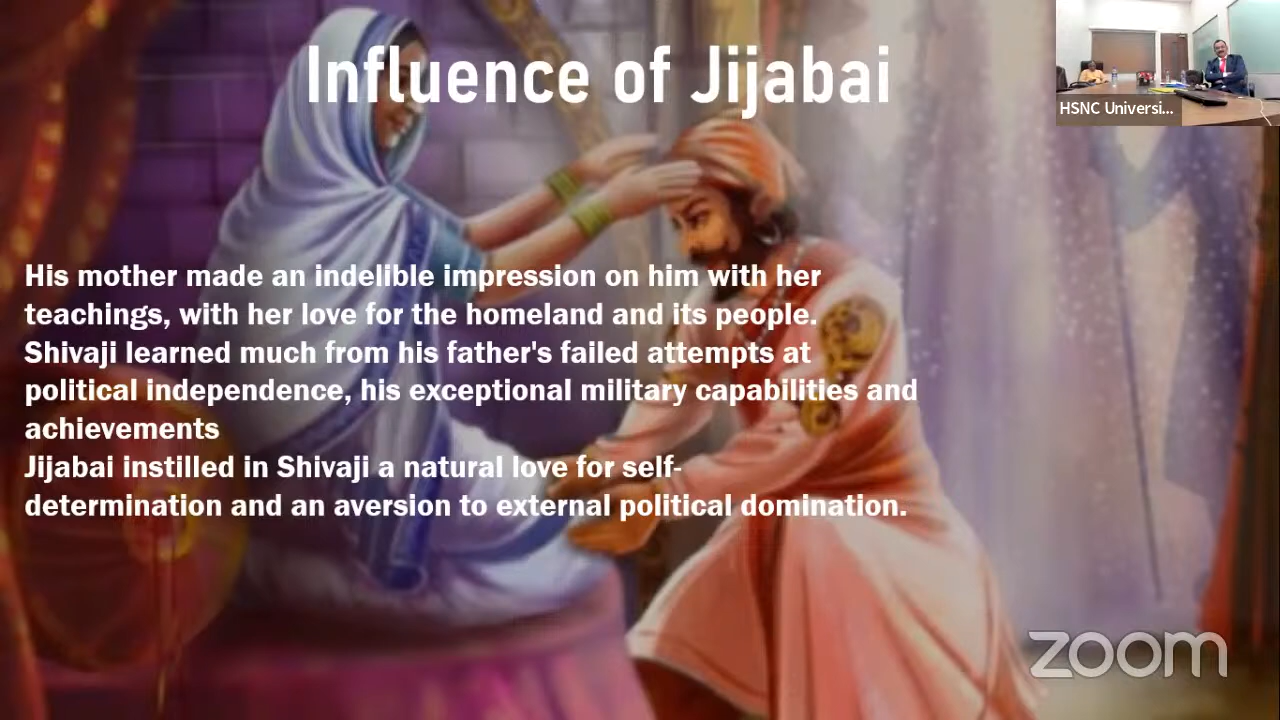 Influence of Jijabai
HSNC Universi...
His mother made an indelible impression on him with her
teachings, with her love for the homeland and its people.
Shivaji learned much from his father's failed attempts at
political independence, his exceptional military capabilities and
achievements
Jijabai instilled in Shivaji a natural love for self-
determination and an aversion to external political domination.
zoom